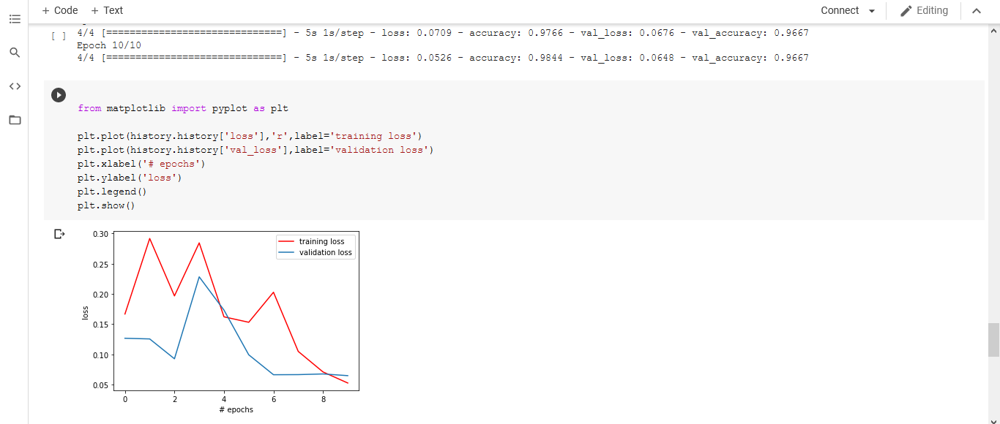 + Code + Text Connect Editing
[ ] 4/4 [==============================] - 5s 1s/step - loss: 0.0709 - accuracy: 0.9766 - val_loss: 0.0676 - val_accuracy: 0.9667
Epoch 10/10
4/4 [==============================] - 5s 1s/step - loss: 0.0526 - accuracy: 0.9844 - val_loss: 0.0648 - val_accuracy: 0.9667
from matplotlib import pyplot as plt
plt.plot(history.history['loss'],'r',label='training loss')
plt.plot(history.history['val_loss'],label='validation loss')
plt.xlabel('# epochs')
plt.ylabel('loss')
plt.legend()
plt.show()
training loss
validation loss
0.30
0.25
0.20
0.15
0.10
0.05
loss
0 2 4 6 8
# epochs